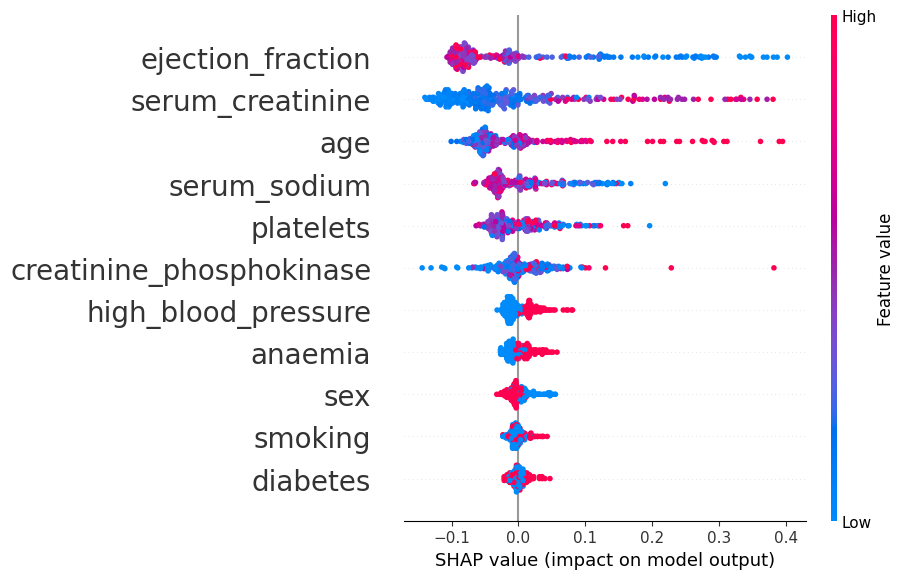 High
ejection_fraction
serum_creatinine
age
serum_sodium
platelets
creatinine_phosphokinase
high_blood_pressure
anaemia
sex
smoking
diabetes
Feature value
Low
−0.1 0.0 0.1 0.2 0.3 0.4
SHAP value (impact on model output)